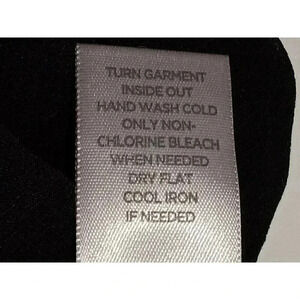 TURN GARMENT
INSIDE OUT
HAND WASH COLD
ONLY NON-
CHLORINE BLEACH
WHEN NEEDED
DRY FLAT
COOL IRON
IF NEEDED